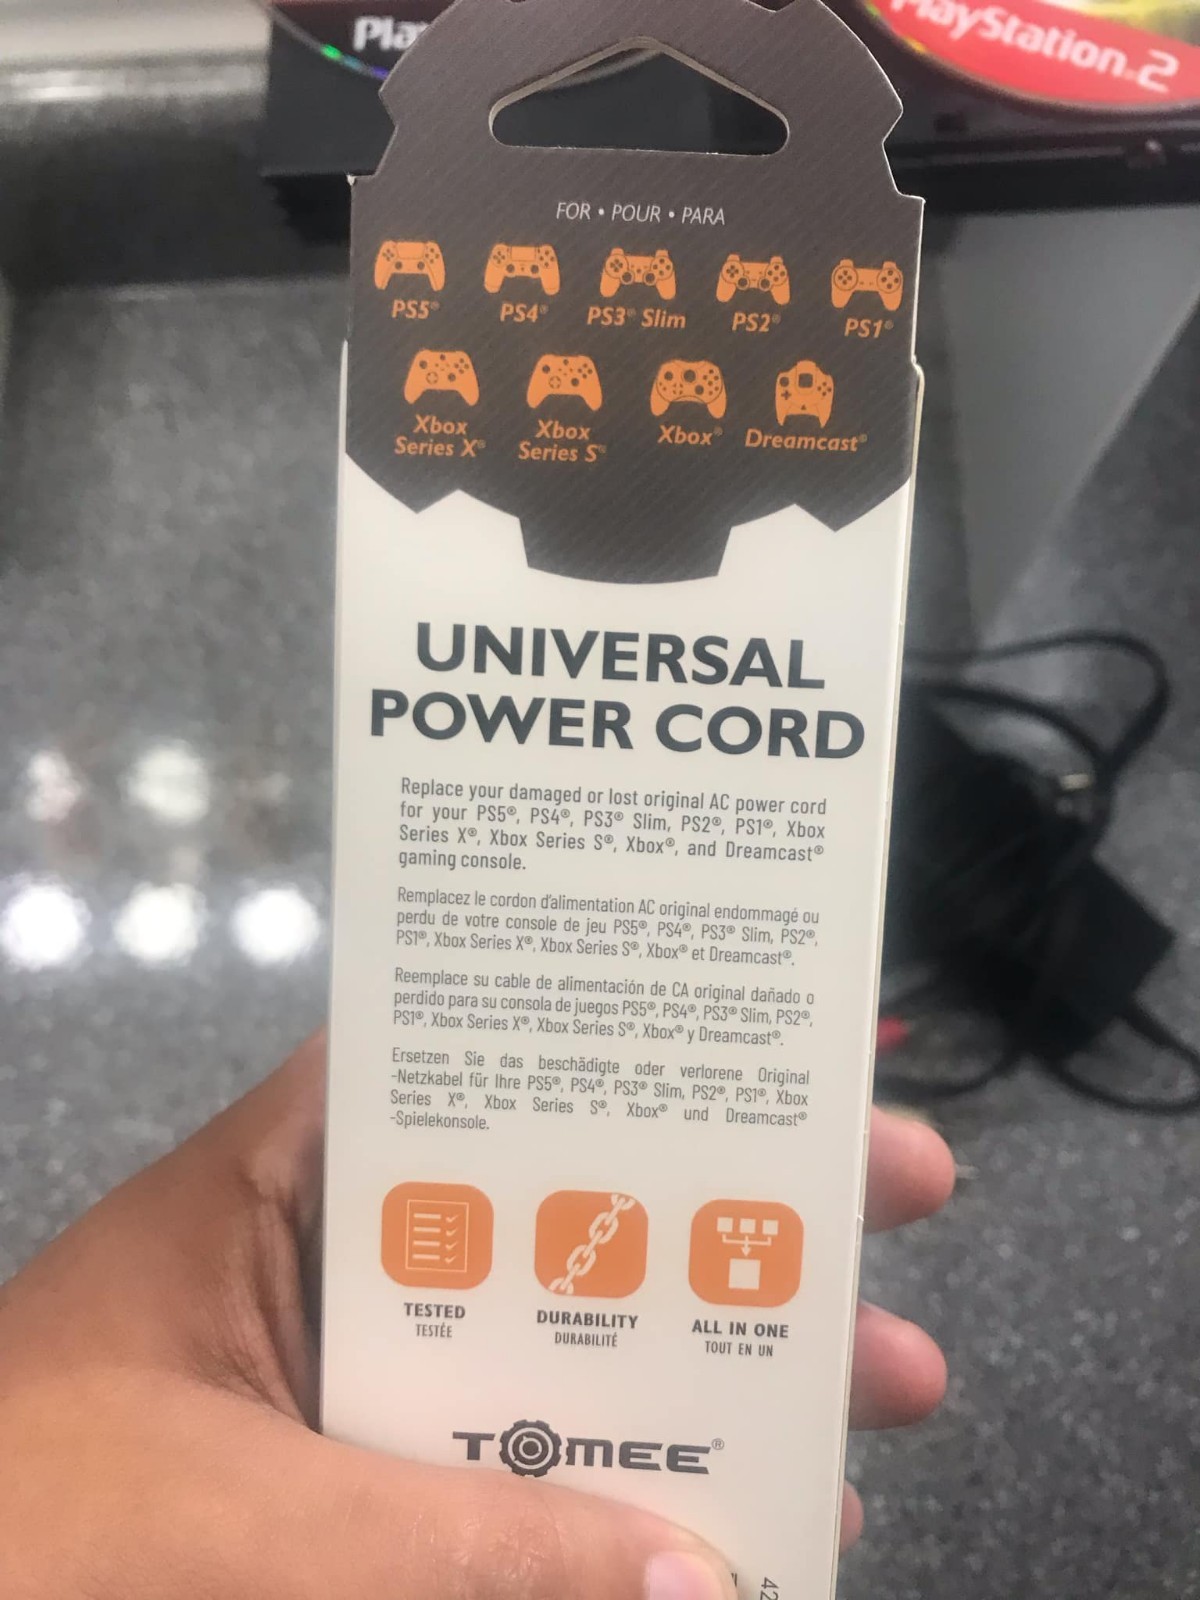 Pla
PlayStation.2
FOR • POUR • PARA
PS5® PS4® PS3® Slim PS2® PS1®
Xbox Series X® Xbox Series S® Xbox® Dreamcast®
UNIVERSAL
POWER CORD
Replace your damaged or lost original AC power cord
for your PS5®, PS4®, PS3® Slim, PS2®, PS1®, Xbox
Series X®, Xbox Series S®, Xbox®, and Dreamcast®
gaming console.
Remplacez le cordon d'alimentation AC original endommagé ou
perdu de votre console de jeu PS5®, PS4®, PS3® Slim, PS2®,
PS1®, Xbox Series X®, Xbox Series S®, Xbox® et Dreamcast®.
Reemplace su cable de alimentación de CA original dañado o
perdido para su consola de juegos PS5®, PS4®, PS3® Slim, PS2®,
PS1®, Xbox Series X®, Xbox Series S®, Xbox® y Dreamcast®.
Ersetzen Sie das beschädigte oder verlorene Original
-Netzkabel für Ihre PS5®, PS4®, PS3® Slim, PS2®, PS1®, Xbox
Series X®, Xbox Series S®, Xbox® und Dreamcast®
-Spielekonsole.
TESTED DURABILITY ALL IN ONE
TESTÉE DURABILITÉ TOUT EN UN
TOMEE®
42